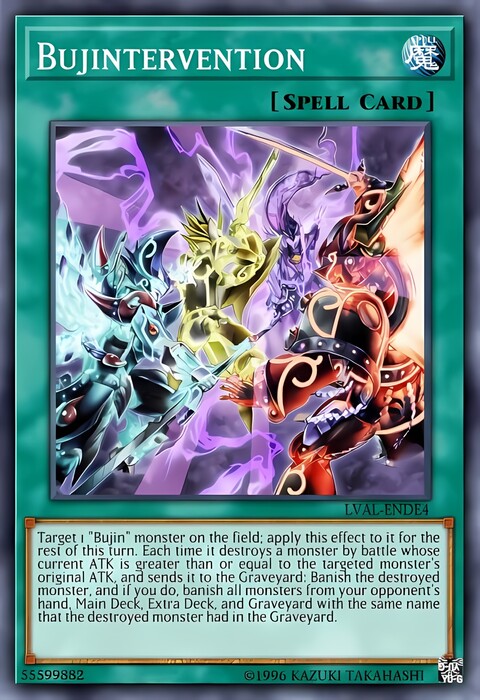 BUJINTERVENTION
魔
[SPELL CARD]
LVAL-ENDE4
Target 1 "Bujin" monster on the field; apply this effect to it for the
rest of this turn. Each time it destroys a monster by battle whose
current ATK is greater than or equal to the targeted monster's
original ATK, and sends it to the Graveyard: Banish the destroyed
monster, and if you do, banish all monsters from your opponent's
hand, Main Deck, Extra Deck, and Graveyard with the same name
that the destroyed monster had in the Graveyard.
55599882
©1996 KAZUKI TAKAHASHI